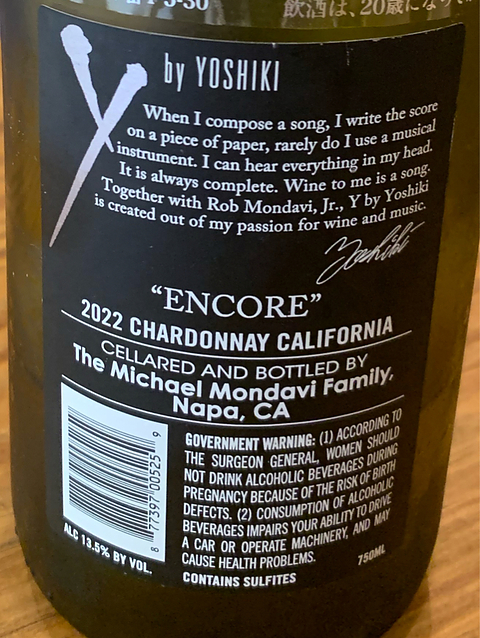 5-30
飲酒は、20歳になっ
Y by YOSHIKI
When I compose a song, I write the score
on a piece of paper, rarely do I use a musical
instrument. I can hear everything in my head.
It is always complete. Wine to me is a song.
Together with Rob Mondavi, Jr., Y by Yoshiki
is created out of my passion for wine and music.
Yoshiki
“ENCORE”
2022 CHARDONNAY CALIFORNIA
CELLARED AND BOTTLED BY
The Michael Mondavi Family,
Napa, CA
GOVERNMENT WARNING: (1) ACCORDING TO
THE SURGEON GENERAL, WOMEN SHOULD
NOT DRINK ALCOHOLIC BEVERAGES DURING
PREGNANCY BECAUSE OF THE RISK OF BIRTH
DEFECTS. (2) CONSUMPTION OF ALCOHOLIC
BEVERAGES IMPAIRS YOUR ABILITY TO DRIVE
A CAR OR OPERATE MACHINERY, AND MAY
CAUSE HEALTH PROBLEMS.
750ML
CONTAINS SULFITES
8 77397 00525 9
ALC 13.5% BY VOL.